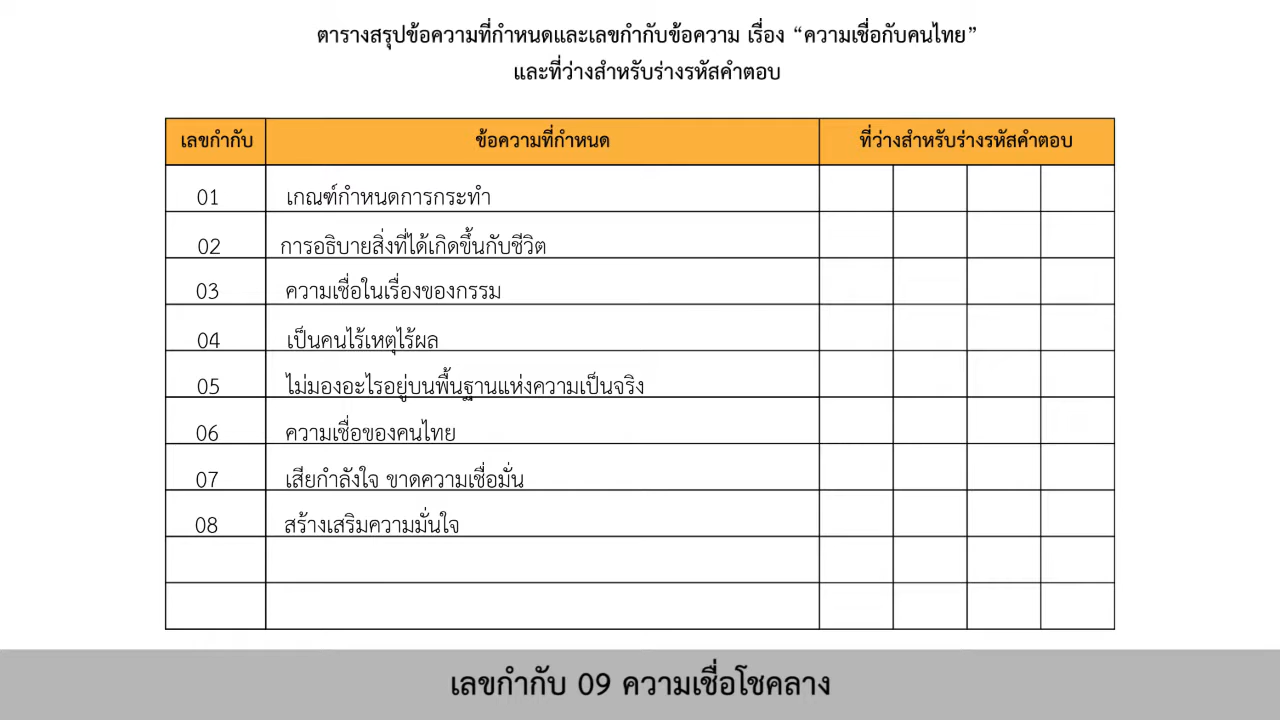 ตารางสรุปข้อความที่กำหนดและเลขกำกับข้อความ เรื่อง “ความเชื่อกับคนไทย”
และที่ว่างสำหรับร่างรหัสคำตอบ
เลขกำกับ ข้อความที่กำหนด ที่ว่างสำหรับร่างรหัสคำตอบ
01 เกณฑ์กำหนดการกระทำ
02 การอธิบายสิ่งที่ได้เกิดขึ้นกับชีวิต
03 ความเชื่อในเรื่องของกรรม
04 เป็นคนไร้เหตุไร้ผล
05 ไม่มองอะไรอยู่บนพื้นฐานแห่งความเป็นจริง
06 ความเชื่อของคนไทย
07 เสียกำลังใจ ขาดความเชื่อมั่น
08 สร้างเสริมความมั่นใจ
เลขกำกับ 09 ความเชื่อโชคลาง